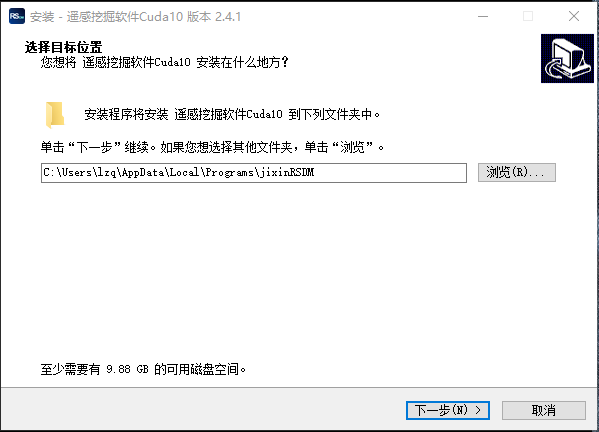 RS
安装 - 遥感挖掘软件Cuda10 版本 2.4.1
选择目标位置
您想将 遥感挖掘软件Cuda10 安装在什么地方？
安装程序将安装 遥感挖掘软件Cuda10 到下列文件夹中。
单击“下一步”继续。如果您想选择其他文件夹，单击“浏览”。
C:\Users\lzq\AppData\Local\Programs\jixinRSDM
浏览(R)...
至少需要有 9.88 GB 的可用磁盘空间。
下一步(N) >
取消